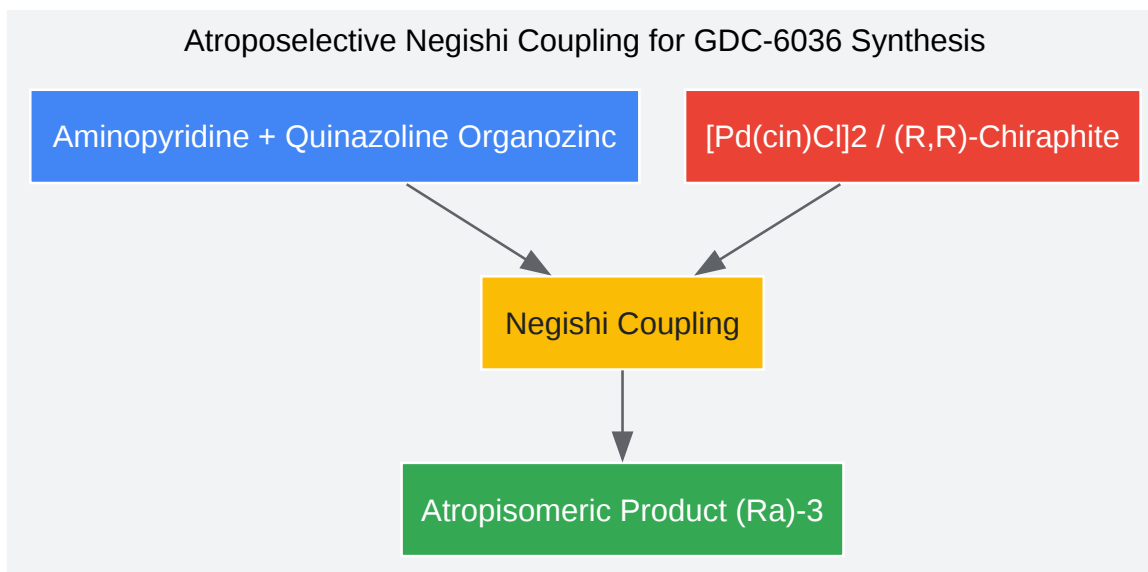 Atroposelective Negishi Coupling for GDC-6036 Synthesis
Aminopyridine + Quinazoline Organozinc
[Pd(cin)Cl]2 / (R,R)-Chiraphite
Negishi Coupling
Atropisomeric Product (Ra)-3